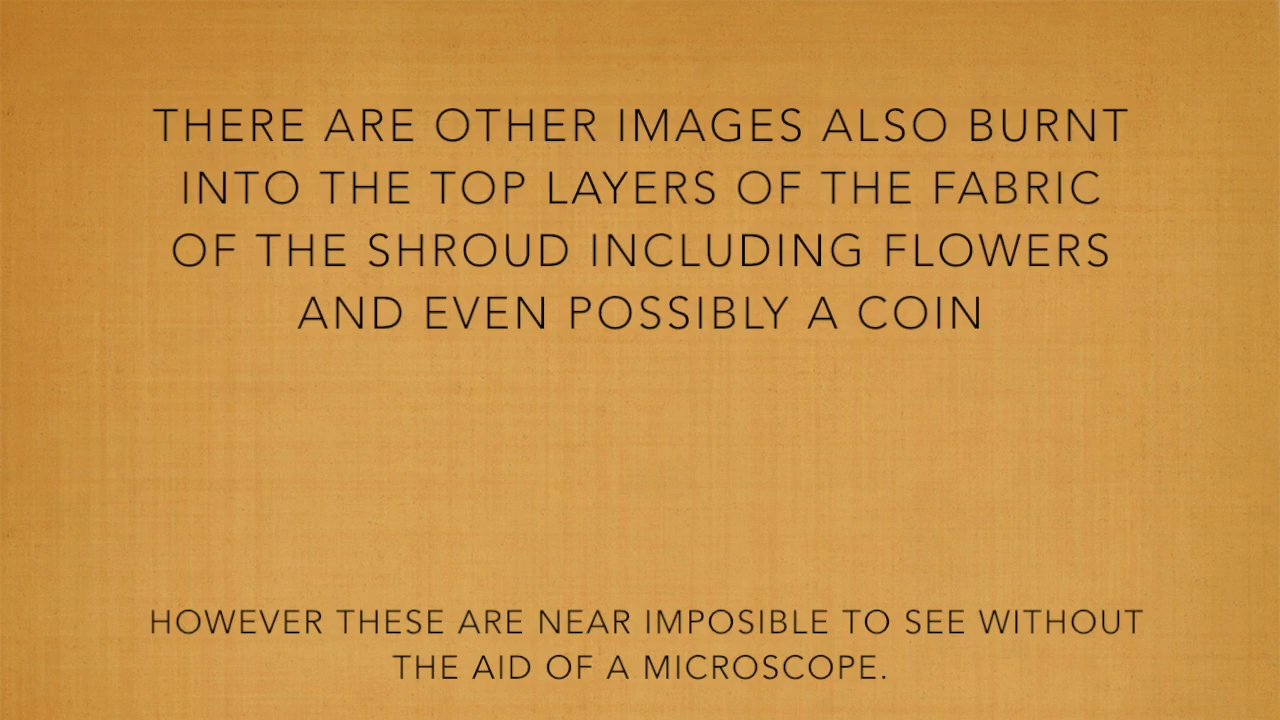 THERE ARE OTHER IMAGES ALSO BURNT
INTO THE TOP LAYERS OF THE FABRIC
OF THE SHROUD INCLUDING FLOWERS
AND EVEN POSSIBLY A COIN
HOWEVER THESE ARE NEAR IMPOSIBLE TO SEE WITHOUT
THE AID OF A MICROSCOPE.